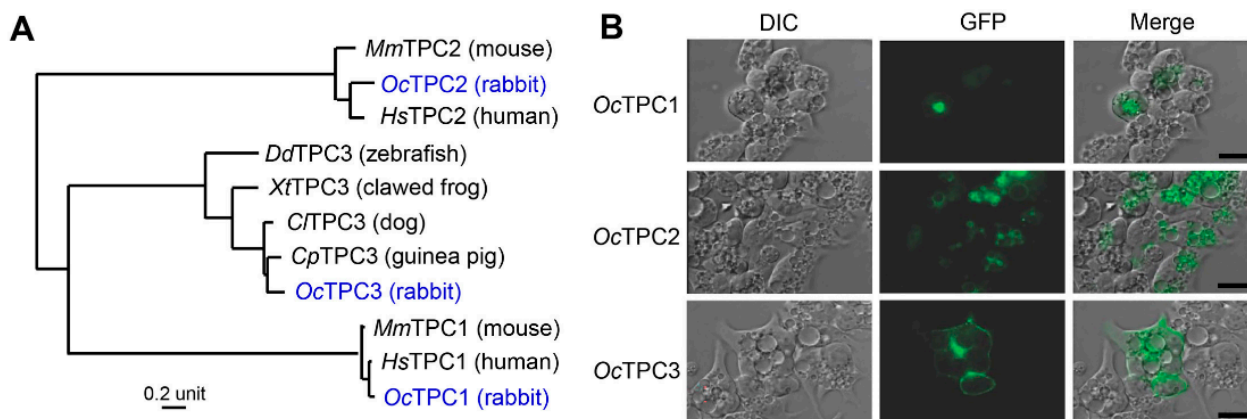 A
MmTPC2 (mouse)
OcTPC2 (rabbit)
HsTPC2 (human)
DdTPC3 (zebrafish)
XtTPC3 (clawed frog)
ClTPC3 (dog)
CpTPC3 (guinea pig)
OcTPC3 (rabbit)
MmTPC1 (mouse)
HsTPC1 (human)
OcTPC1 (rabbit)
0.2 unit
B
DIC GFP Merge
OcTPC1
OcTPC2
OcTPC3